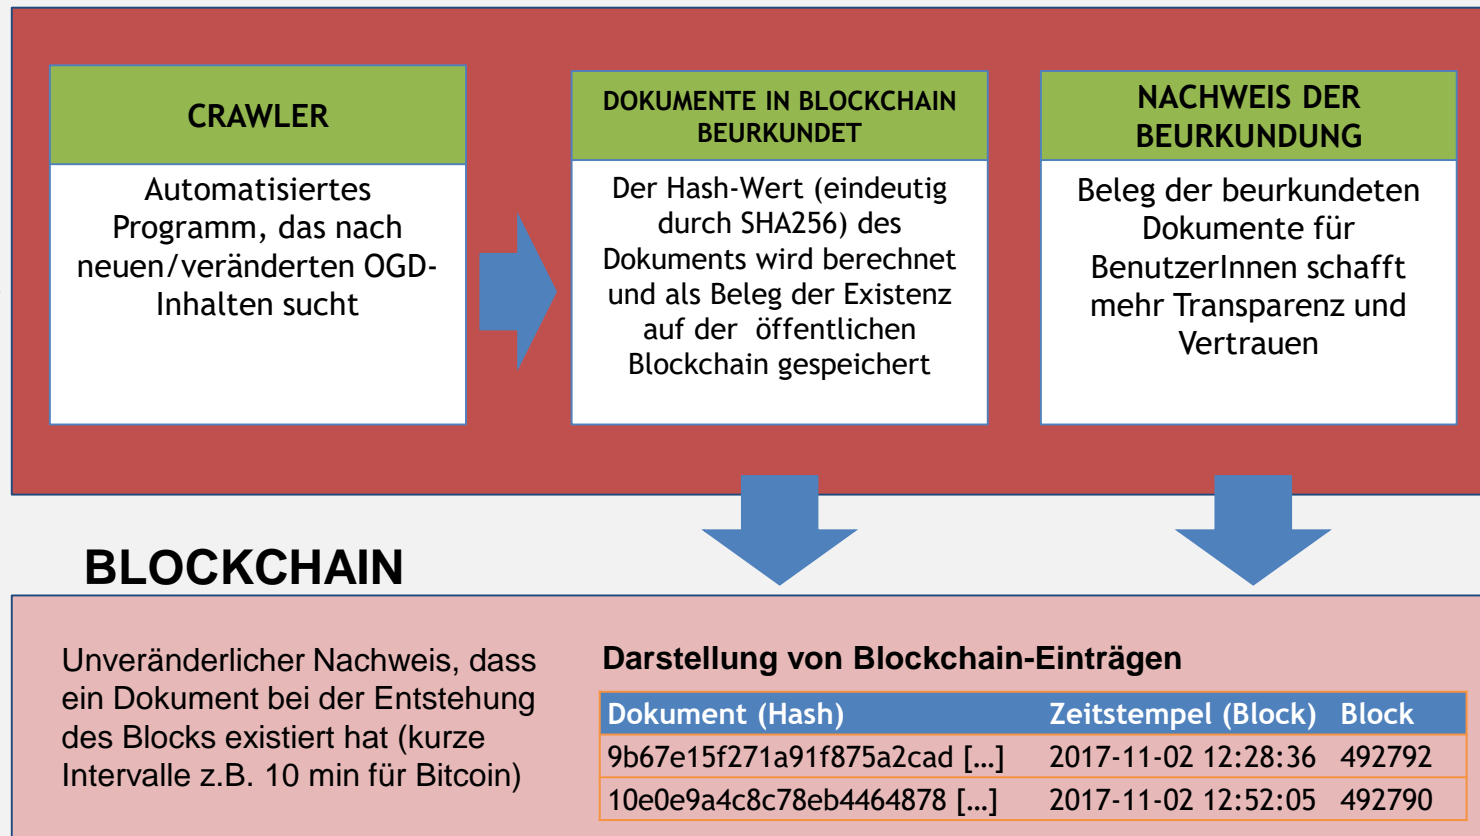 CRAWLER
Automatisiertes
Programm, das nach
neuen/veränderten OGD-
Inhalten sucht
DOKUMENTE IN BLOCKCHAIN
BEURKUNDET
Der Hash-Wert (eindeutig
durch SHA256) des
Dokuments wird berechnet
und als Beleg der Existenz
auf der öffentlichen
Blockchain gespeichert
NACHWEIS DER
BEURKUNDUNG
Beleg der beurkundeten
Dokumente für
BenutzerInnen schafft
mehr Transparenz und
Vertrauen
BLOCKCHAIN
Unveränderlicher Nachweis, dass
ein Dokument bei der Entstehung
des Blocks existiert hat (kurze
Intervalle z.B. 10 min für Bitcoin)
Darstellung von Blockchain-Einträgen
Dokument (Hash) Zeitstempel (Block) Block
9b67e15f271a91f875a2cad [...] 2017-11-02 12:28:36 492792
10e0e9a4c8c78eb4464878 [...] 2017-11-02 12:52:05 492790